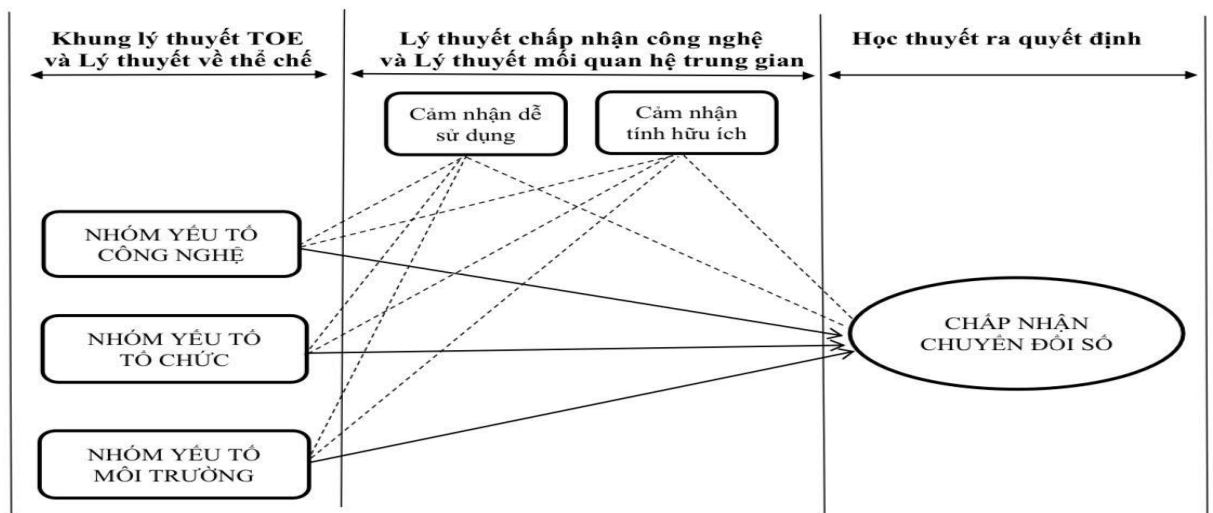 Khung lý thuyết TOE
và Lý thuyết về thể chế
Lý thuyết chấp nhận công nghệ
và Lý thuyết mối quan hệ trung gian
Học thuyết ra quyết định
Cảm nhận dễ
sử dụng
Cảm nhận
tính hữu ích
NHÓM YẾU TỐ
CÔNG NGHỆ
NHÓM YẾU TỐ
TỔ CHỨC
NHÓM YẾU TỐ
MÔI TRƯỜNG
CHẤP NHẬN
CHUYỂN ĐỔI SỐ